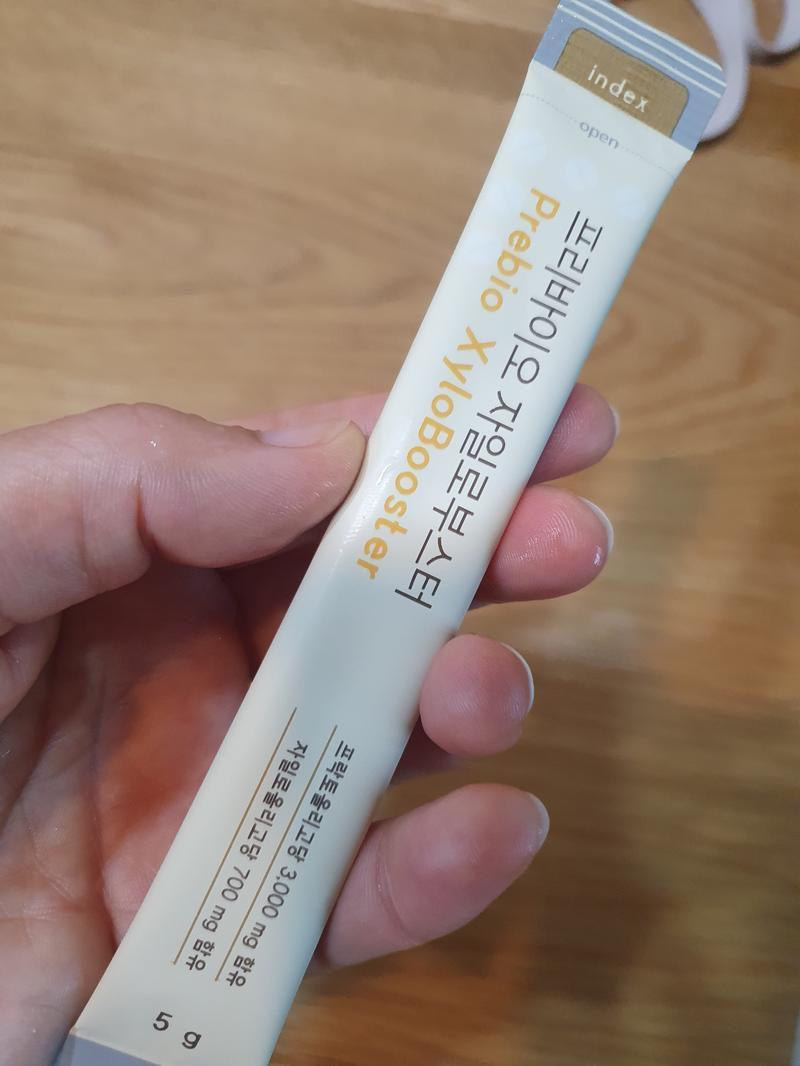 index
open
프리바이오 자일로부스터
Prebio XyloBooster
프락토올리고당 3,000 mg 함유
자일로올리고당 700 mg 함유
5 g